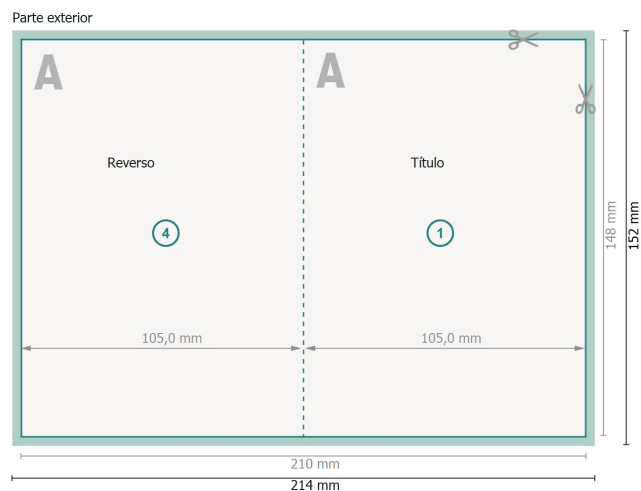 Parte exterior
A
A
Reverso
Título
4
1
148 mm
152 mm
105,0 mm
105,0 mm
210 mm
214 mm